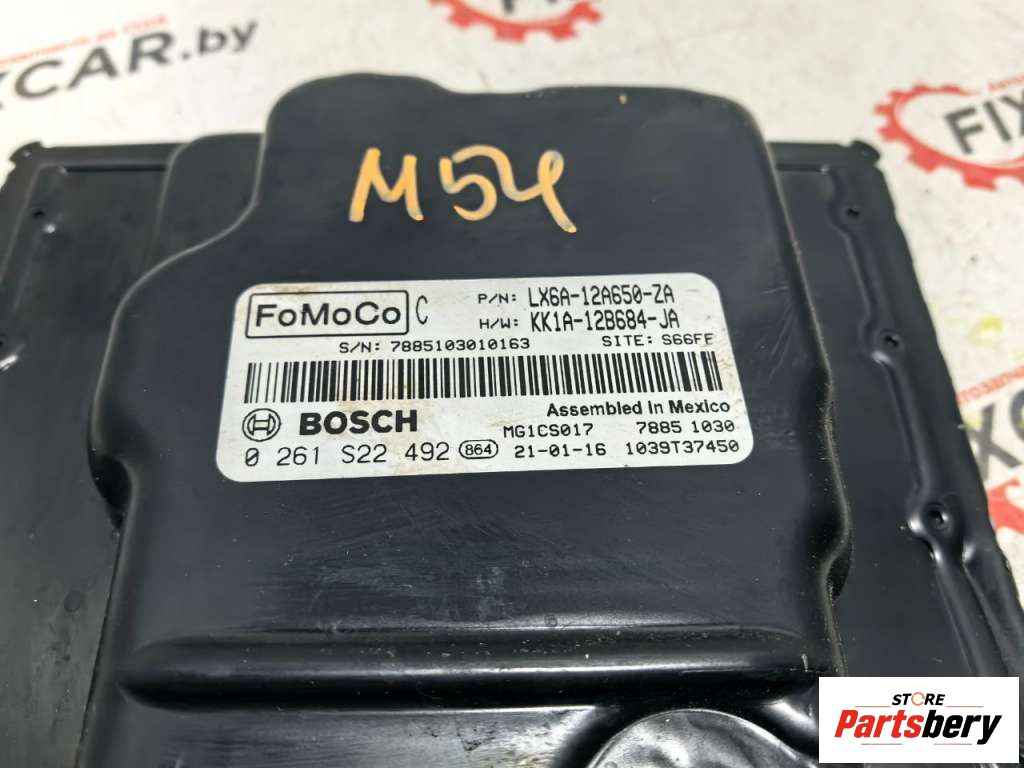 XCAR.by
FIX
M54
FoMoCo C P/N: LX6A-12A650-ZA
H/W: KK1A-12B684-JA
S/N: 7885103010163 SITE: S66FF
BOSCH Assembled in Mexico
MG1CS017 7885 1030
0 261 S22 492 864 21-01-16 1039T37450
STORE
Partsbery